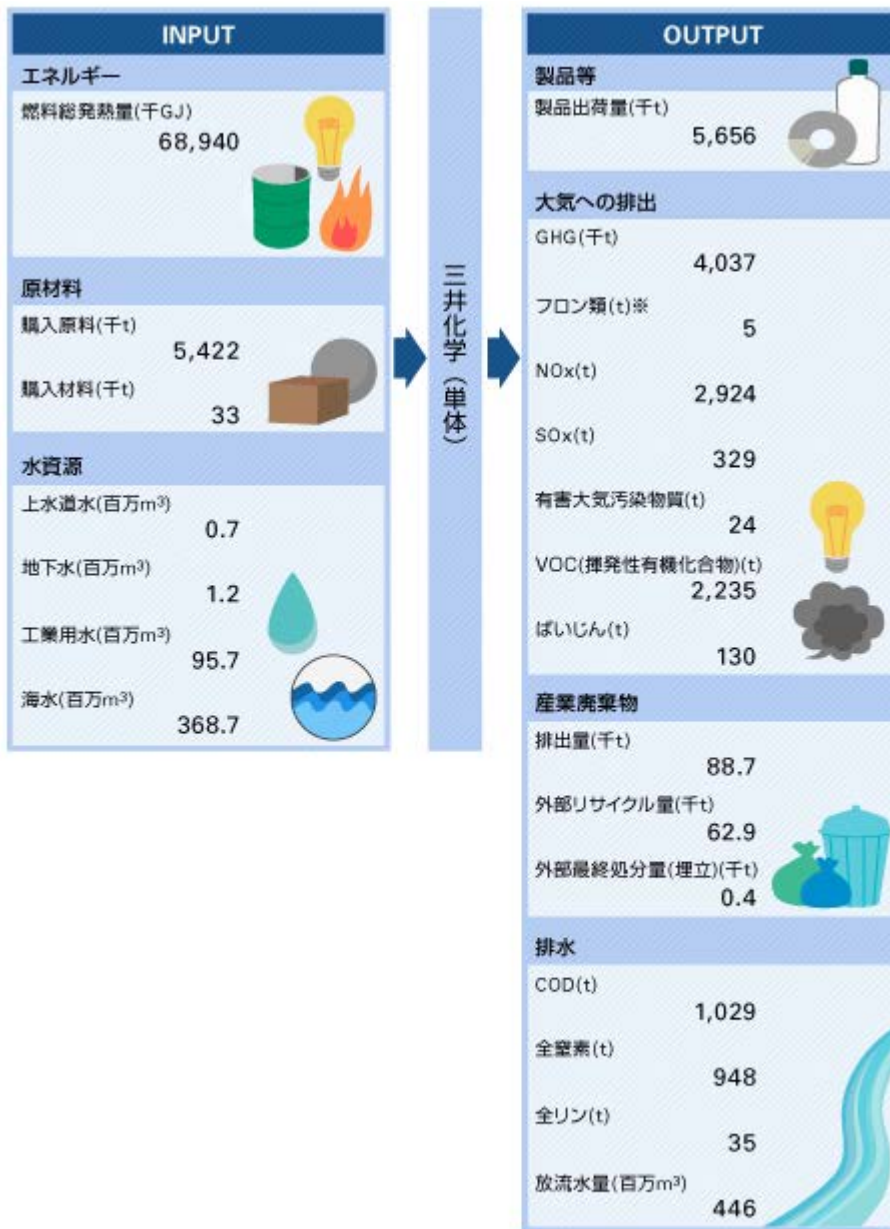 INPUT
エネルギー
燃料総発熱量(千GJ)
68,940
原材料
購入原料(千t)
5,422
購入材料(千t)
33
水資源
上水道水(百万m³)
0.7
地下水(百万m³)
1.2
工業用水(百万m³)
95.7
海水(百万m³)
368.7
三井化学(単体)
OUTPUT
製品等
製品出荷量(千t)
5,656
大気への排出
GHG(千t)
4,037
フロン類(t)※
5
NOx(t)
2,924
SOx(t)
329
有害大気汚染物質(t)
24
VOC(揮発性有機化合物)(t)
2,235
ばいじん(t)
130
産業廃棄物
排出量(千t)
88.7
外部リサイクル量(千t)
62.9
外部最終処分量(埋立)(千t)
0.4
排水
COD(t)
1,029
全窒素(t)
948
全リン(t)
35
放流水量(百万m³)
446